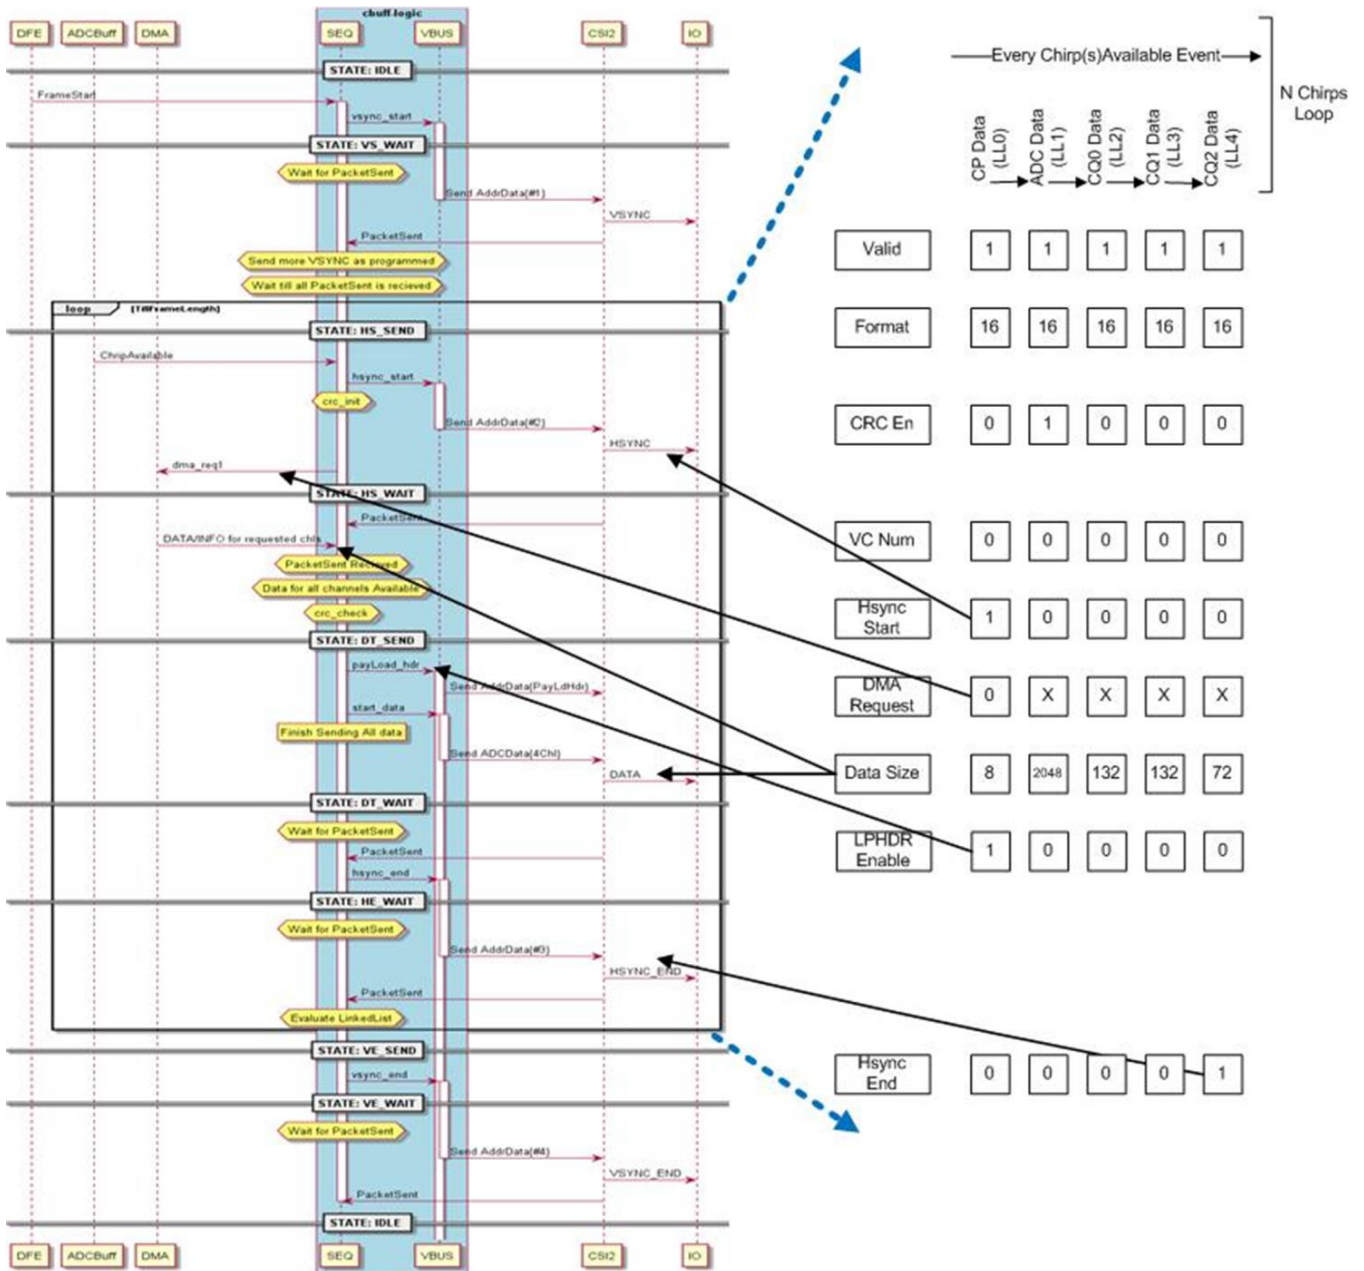 cbuff logic
DFE
ADCBuff
DMA
SEQ
VBUS
CSI2
IO
STATE: IDLE
FrameStart
vsync_start
STATE: VS_WAIT
Wait for PacketSent
Send AddrData(#1)
VSYNC
PacketSent
Send more VSYNC as programmed
Wait till all PacketSent is recieved
loop
[TillFrameLength]
STATE: HS_SEND
ChripAvailable
hsync_start
crc_init
Send AddrData(#2)
HSYNC
dma_req1
STATE: HS_WAIT
PacketSent
DATA/INFO for requested chls
PacketSent Recieved
Data for all channels Available
crc_check
STATE: DT_SEND
payLoad_hdr
Send AddrData(PayLdHdr)
start_data
Finish Sending All data
Send ADCData(4Chl)
DATA
STATE: DT_WAIT
Wait for PacketSent
PacketSent
hsync_end
STATE: HE_WAIT
Wait for PacketSent
Send AddrData(#3)
HSYNC_END
PacketSent
Evaluate LinkedList
STATE: VE_SEND
vsync_end
STATE: VE_WAIT
Wait for PacketSent
Send AddrData(#4)
VSYNC_END
PacketSent
STATE: IDLE
DFE
ADCBuff
DMA
SEQ
VBUS
CSI2
IO
Every Chirp(s)Available Event
N Chirps
Loop
CP Data
(LL0)
ADC Data
(LL1)
CQ0 Data
(LL2)
CQ1 Data
(LL3)
CQ2 Data
(LL4)
Valid 1 1 1 1 1
Format 16 16 16 16 16
CRC En 0 1 0 0 0
VC Num 0 0 0 0 0
Hsync
Start 1 0 0 0 0
DMA
Request 0 X X X X
Data Size 8 2048 132 132 72
LPHDR
Enable 1 0 0 0 0
Hsync
End 0 0 0 0 1